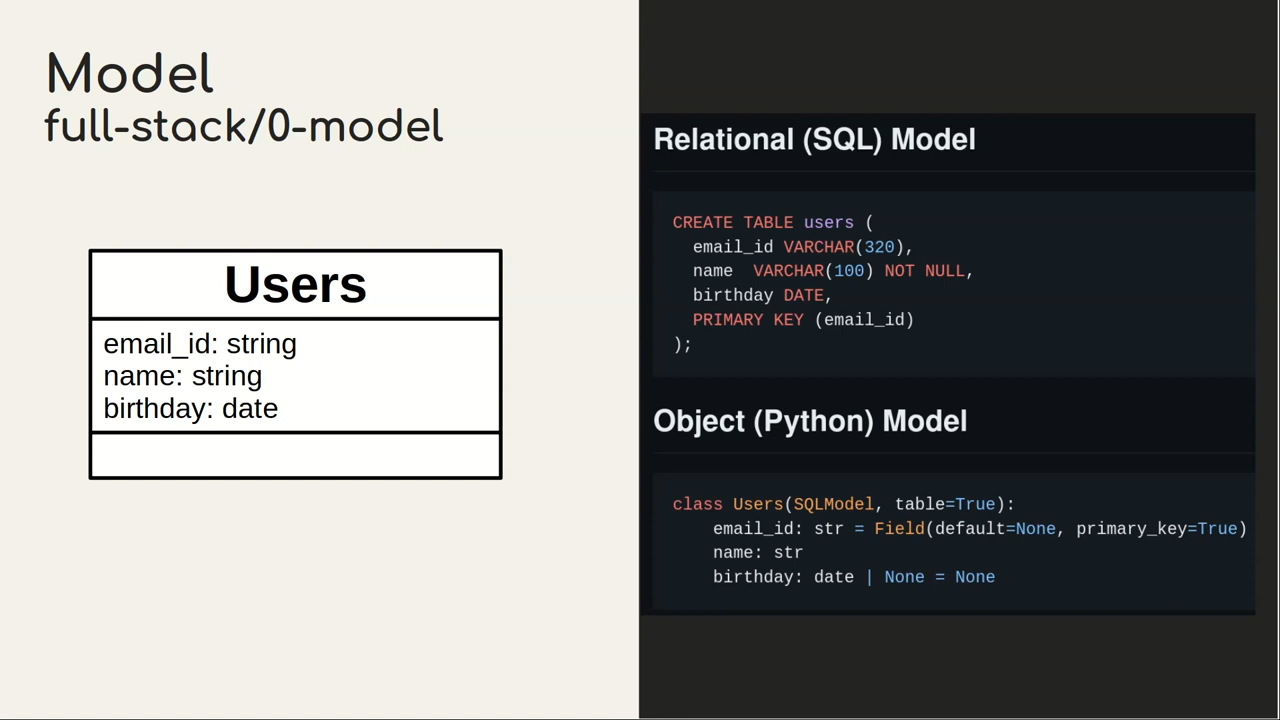 Model
full-stack/0-model
Users
email_id: string
name: string
birthday: date
Relational (SQL) Model
CREATE TABLE users (
  email_id VARCHAR(320),
  name  VARCHAR(100) NOT NULL,
  birthday DATE,
  PRIMARY KEY (email_id)
);
Object (Python) Model
class Users(SQLModel, table=True):
    email_id: str = Field(default=None, primary_key=True)
    name: str
    birthday: date | None = None